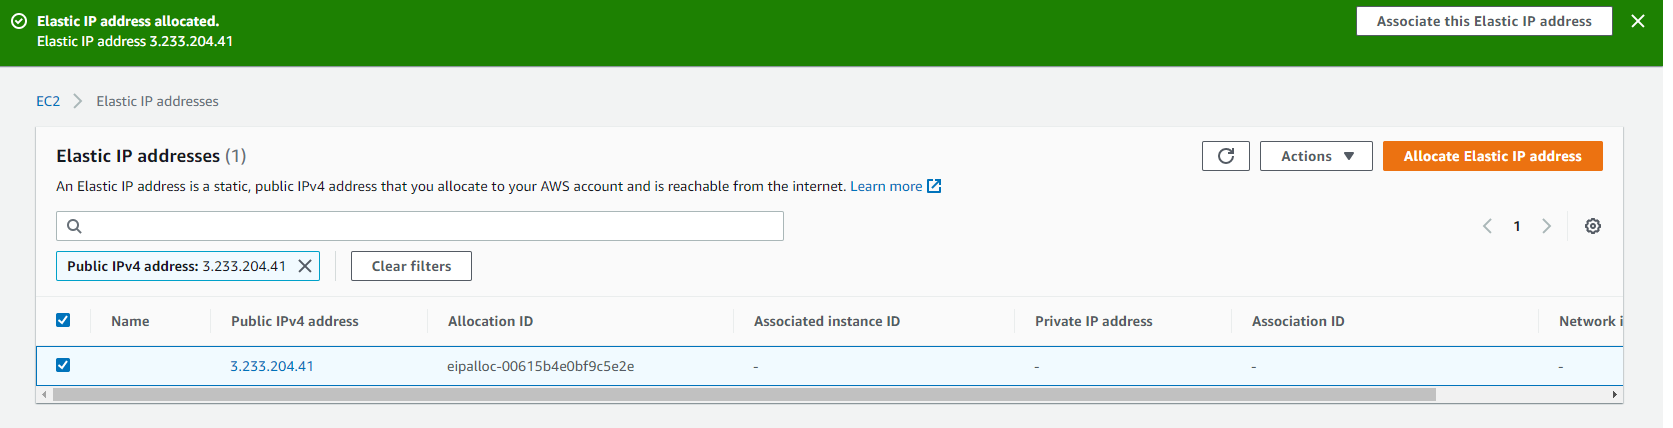 Elastic IP address allocated.
Associate this Elastic IP address
Elastic IP address 3.233.204.41
EC2 Elastic IP addresses
Elastic IP addresses (1)
Actions
Allocate Elastic IP address
An Elastic IP address is a static, public IPv4 address that you allocate to your AWS account and is reachable from the internet. Learn more
1
Public IPv4 address: 3.233.204.41
Clear filters
Name Public IPv4 address Allocation ID Associated instance ID Private IP address Association ID Network i
3.233.204.41 eipalloc-00615b4e0bf9c5e2e - - - -